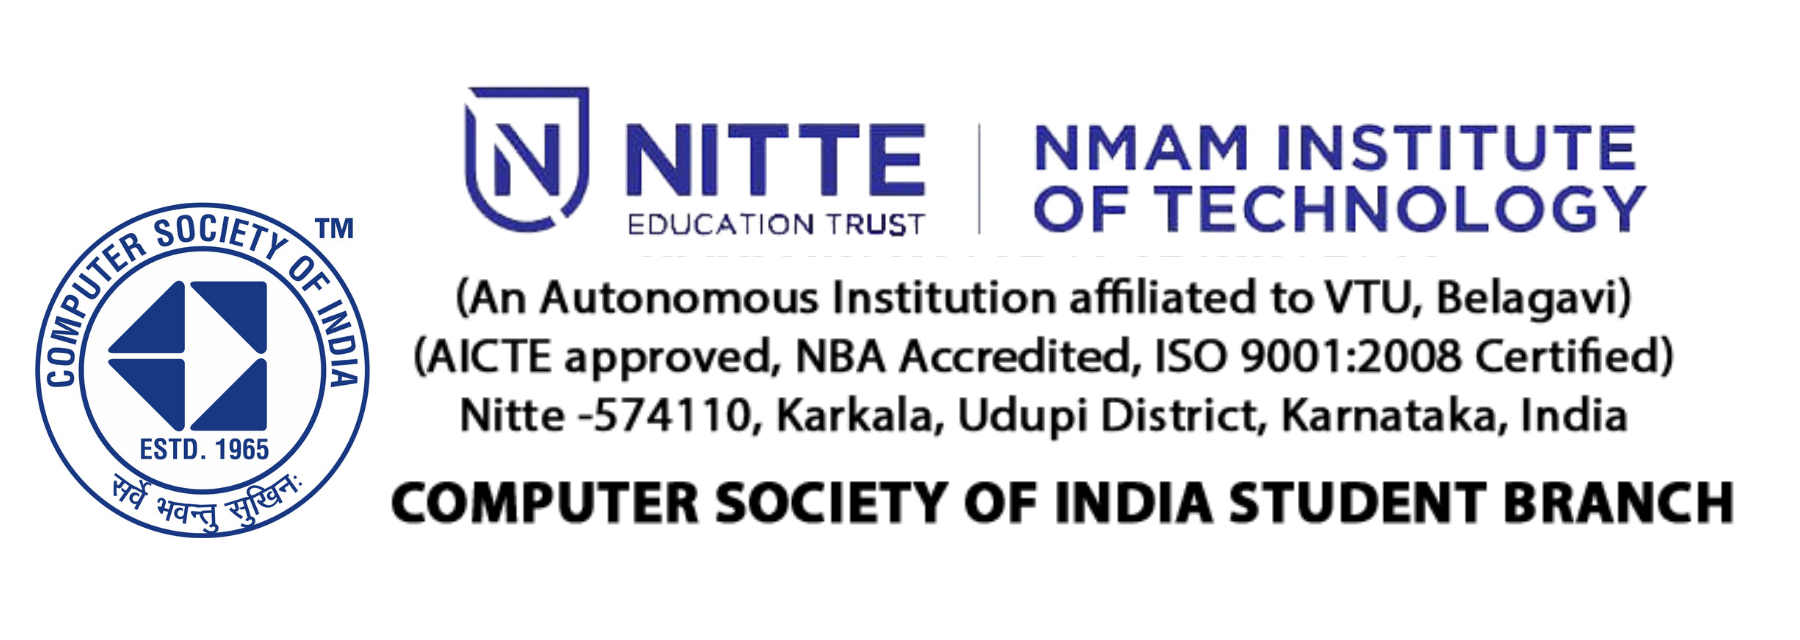 COMPUTER SOCIETY OF INDIA
TM
ESTD. 1965
सर्वे भवन्तु सुखिनः
N NITTE
EDUCATION TRUST
NMAM INSTITUTE
OF TECHNOLOGY
(An Autonomous Institution affiliated to VTU, Belagavi)
(AICTE approved, NBA Accredited, ISO 9001:2008 Certified)
Nitte -574110, Karkala, Udupi District, Karnataka, India
COMPUTER SOCIETY OF INDIA STUDENT BRANCH